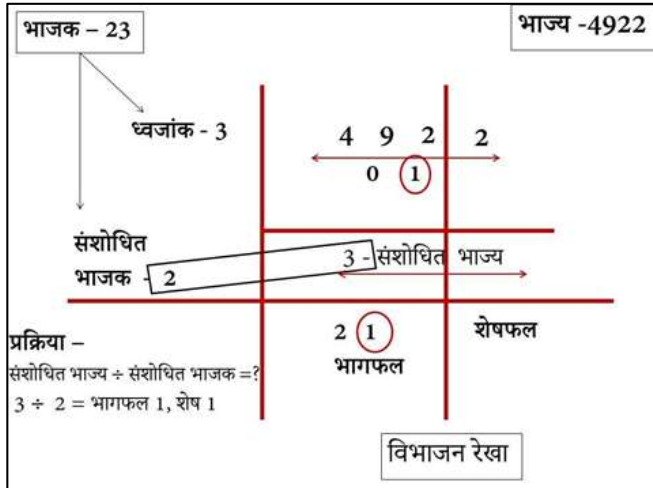 भाजक – 23
भाज्य -4922
ध्वजांक - 3
4 9 2 2
0 1
संशोधित
भाजक - 2
3 - संशोधित भाज्य
2 1
भागफल
शेषफल
प्रक्रिया –
संशोधित भाज्य ÷ संशोधित भाजक =?
3 ÷ 2 = भागफल 1, शेष 1
विभाजन रेखा